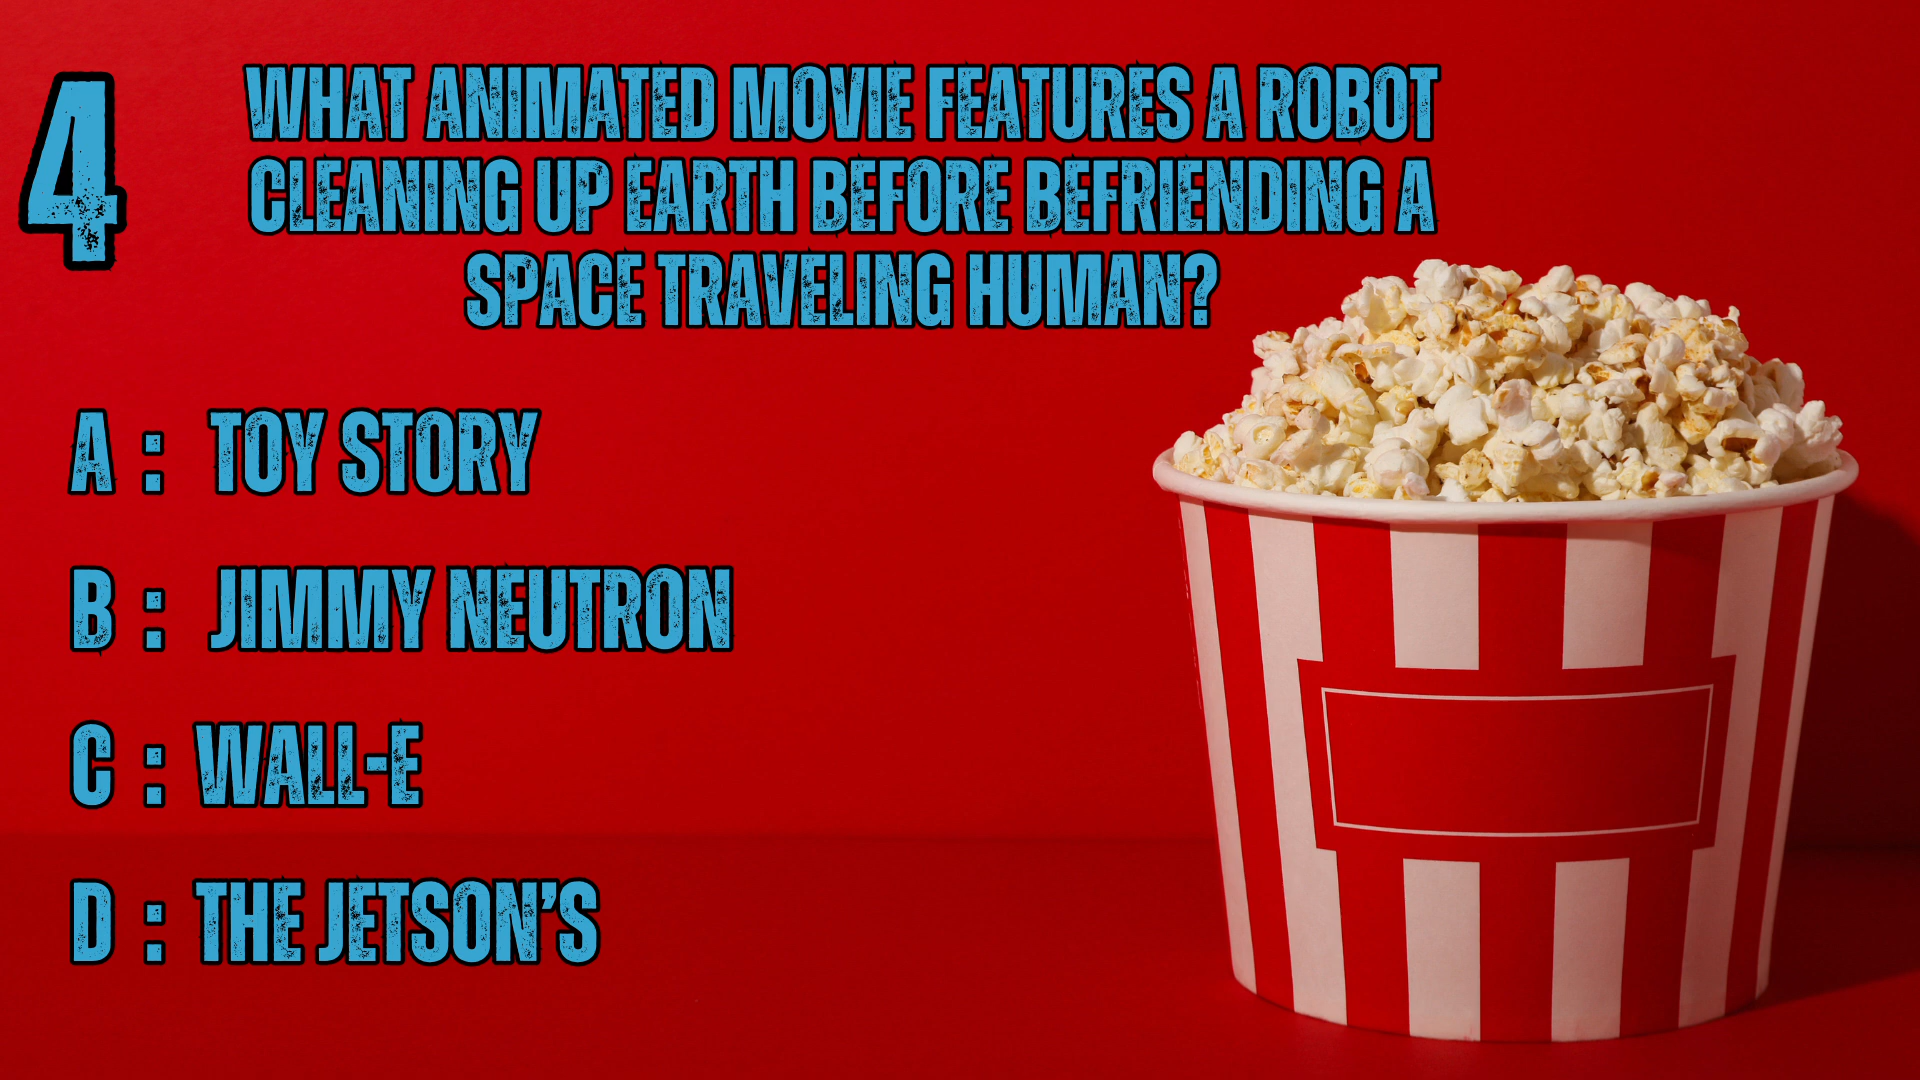 4
WHAT ANIMATED MOVIE FEATURES A ROBOT
CLEANING UP EARTH BEFORE BEFRIENDING A
SPACE TRAVELING HUMAN?
A : TOY STORY
B : JIMMY NEUTRON
C : WALL-E
D : THE JETSON'S